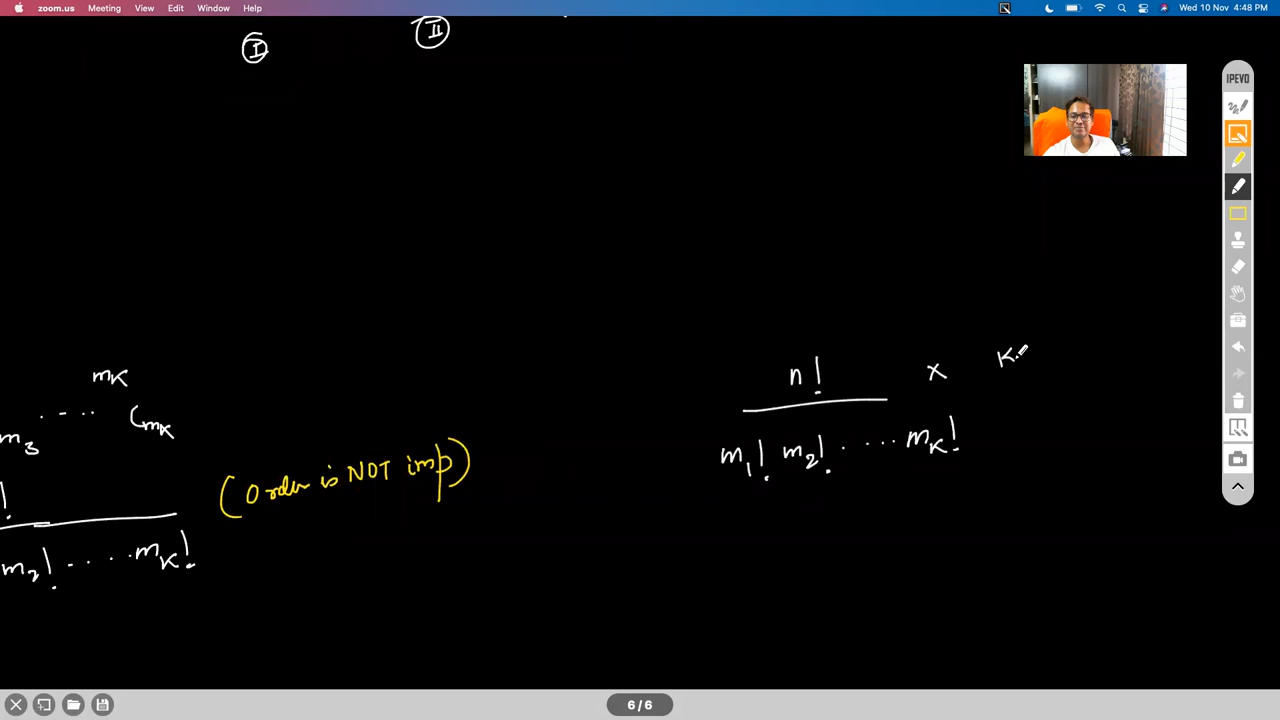 zoom.us Meeting View Edit Window Help Wed 10 Nov 4:48 PM
I II
IPEVO
mK
m3 .... (mK
!
m2! .... mK!
(Order is NOT imp)
n! × K
m1! m2! ..... mK!
6/6